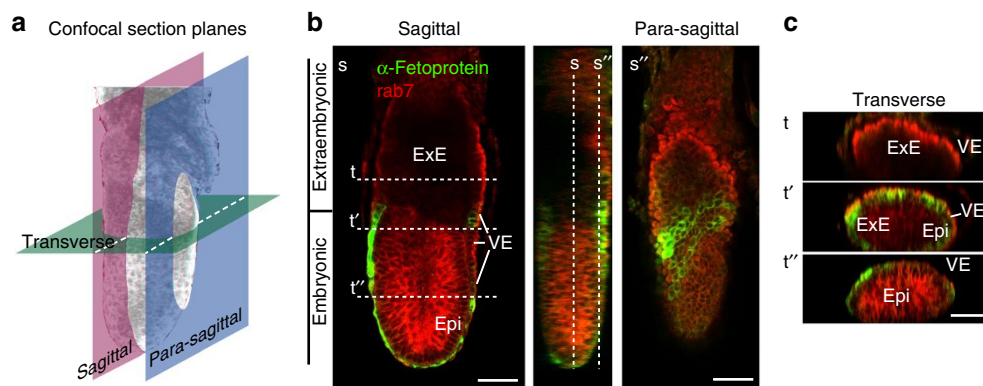 a
Confocal section planes
Transverse
Sagittal
Para-sagittal
b
Sagittal
Para-sagittal
Extraembryonic
Embryonic
s
α-Fetoprotein
rab7
ExE
t
t′
VE
t′′
Epi
s
s′′
s′′
c
Transverse
t
ExE
VE
t′
ExE
Epi
VE
t′′
VE
Epi